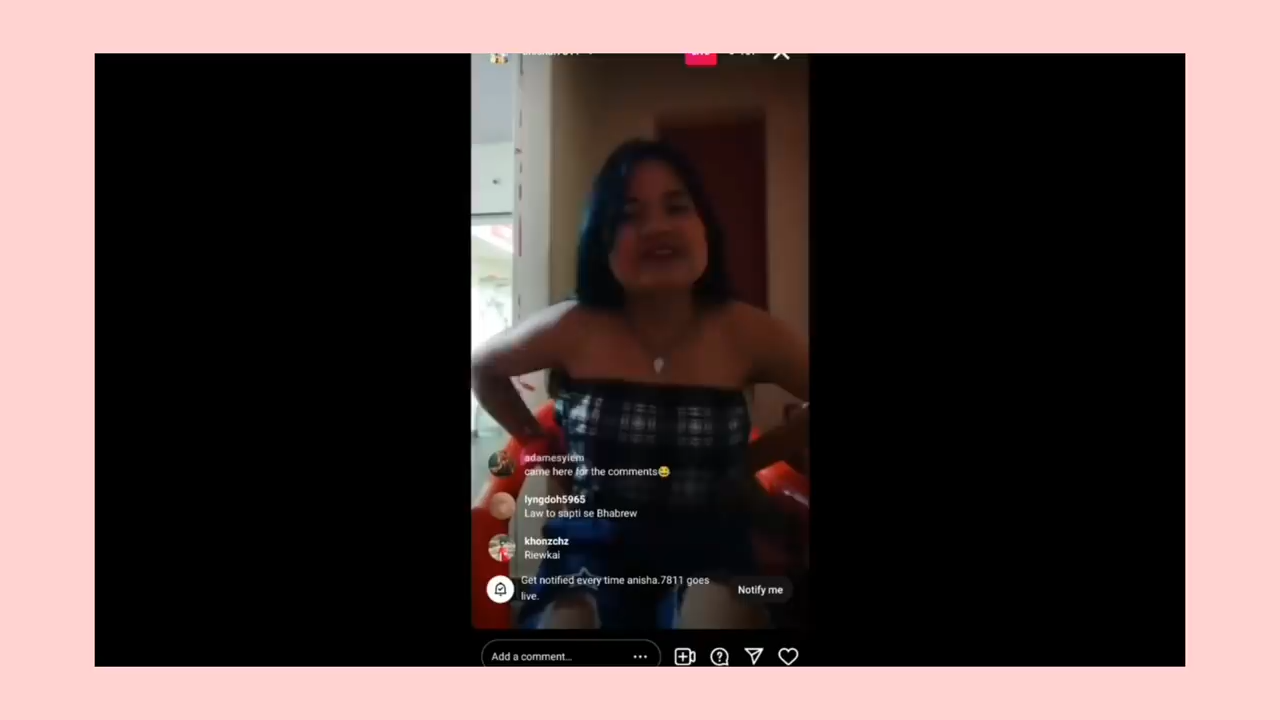 adamesyiem
came here for the comments😂
lyngdoh5965
Law to sapti se Bhabrew
khonzchz
Riewkai
Get notified every time anisha.7811 goes
live.
Notify me
Add a comment...